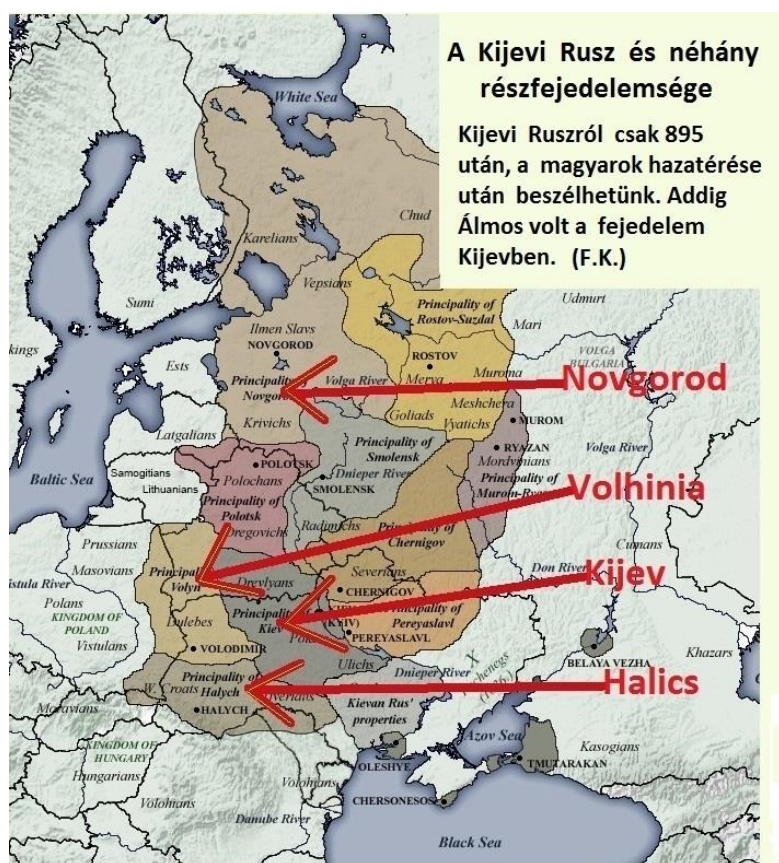 A Kijevi Rusz és néhány
részfejedelemsége
Kijevi Ruszról csak 895
után, a magyarok hazatérése
után beszélhetünk. Addig
Álmos volt a fejedelem
Kijevben. (F.K.)
White Sea
Chud
Karelians
Vepsians
Sumi
Udmurt
Principality of
Rostov-Suzdal
Mari
Ilmen Slavs
NOVGOROD
VOLGA
BULGARIA
ROSTOV
Ests
Volga River
Merya
Muroma
Novgorod
Krivichs
Goliads
Meshchera
Vyatichs
MUROM
Latgalians
Principality of
Smolensk
RYAZAN
Volga River
Baltic Sea
Samogitians
Lithuanians
POLOTSK
Polochans
Dnieper River
SMOLENSK
Mordvinians
Principality of
Principality of
Polotsk
Volhinia
Radimichs
Chernigov
Prussians
Dregovichs
Cumans
Masovians
Volyn
Severians
Don River
Polans
Drevlyans
CHERNIGOV
Kijev
KINGDOM OF
POLAND
Dulebes
Kiev
(KYIV)
Principality of
Pereyaslavl
Vistulans
VOLODIMIR
PEREYASLAVL
Ulichs
BELAYA VEZHA
Khazars
Principality of
Halych
Dnieper River
Halics
W. Croats
HALYCH
Kievan Rus'
properties
Moravians
KINGDOM OF
HUNGARY
Azov Sea
Kasogians
Hungarians
Volohians
OLESHYE
TMUTARAKAN
Volohians
CHERSONESOS
Danube River
Black Sea